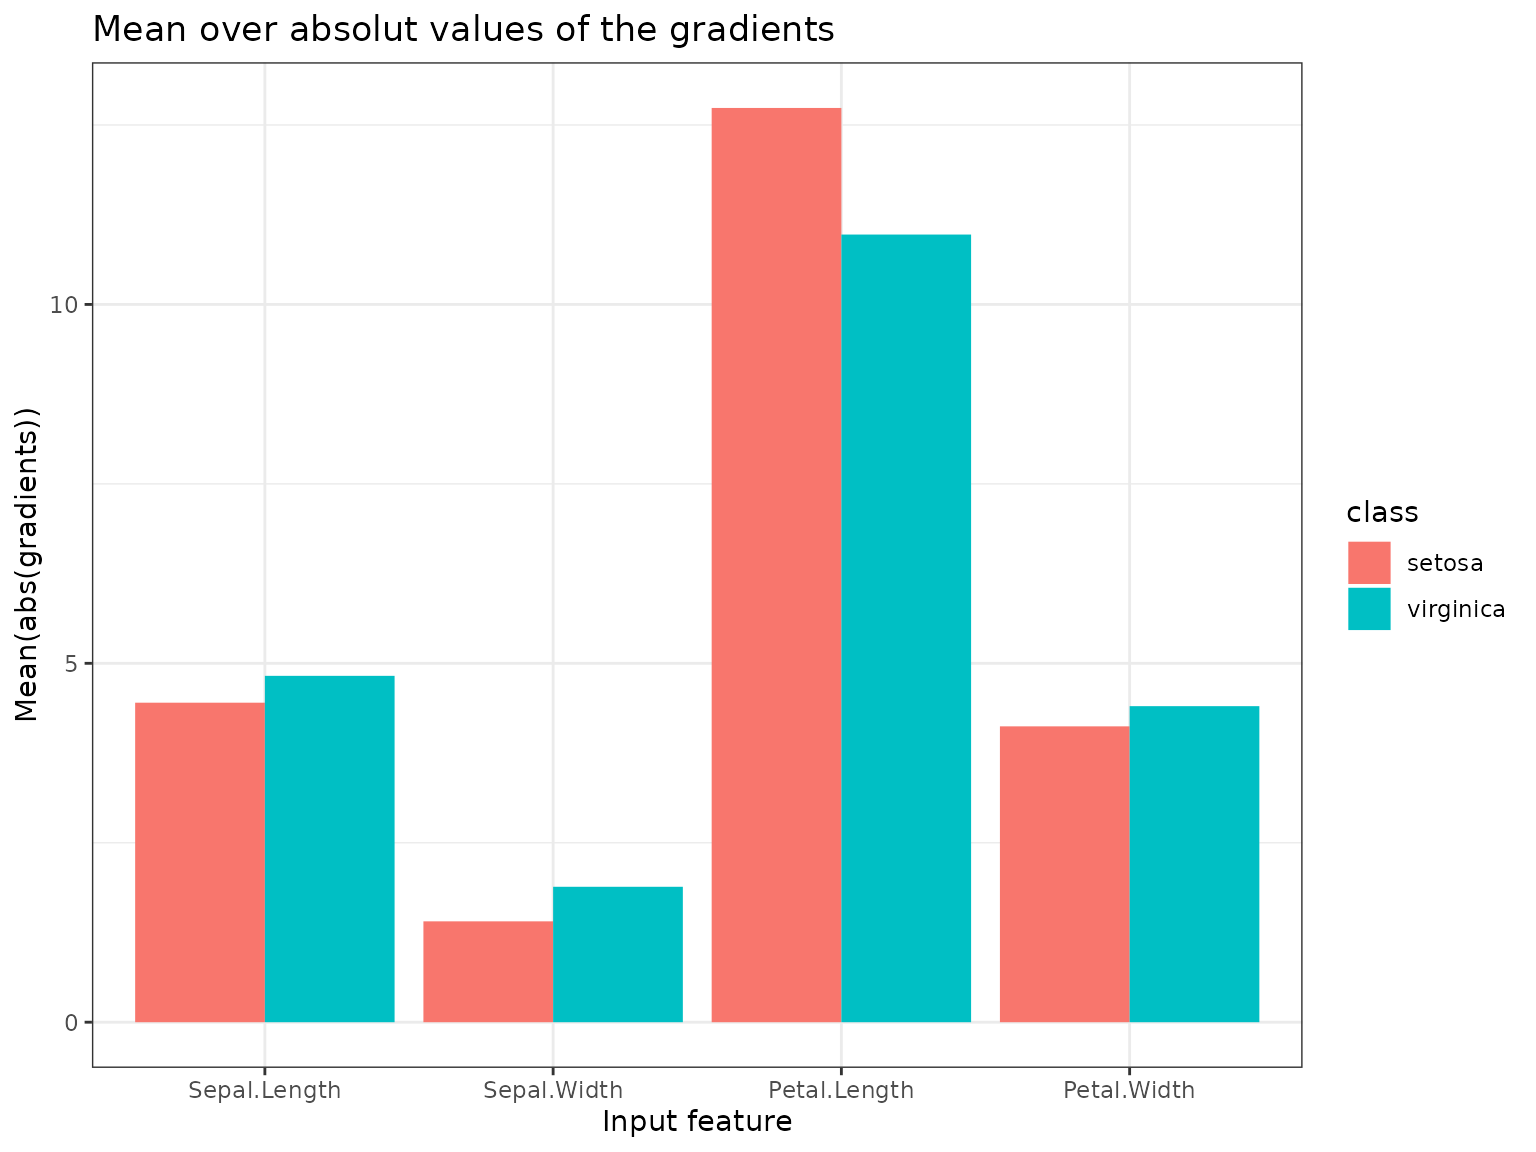 Mean over absolut values of the gradients
Mean(abs(gradients))
10
5
0
Sepal.Length
Sepal.Width
Petal.Length
Petal.Width
Input feature
class
setosa
virginica